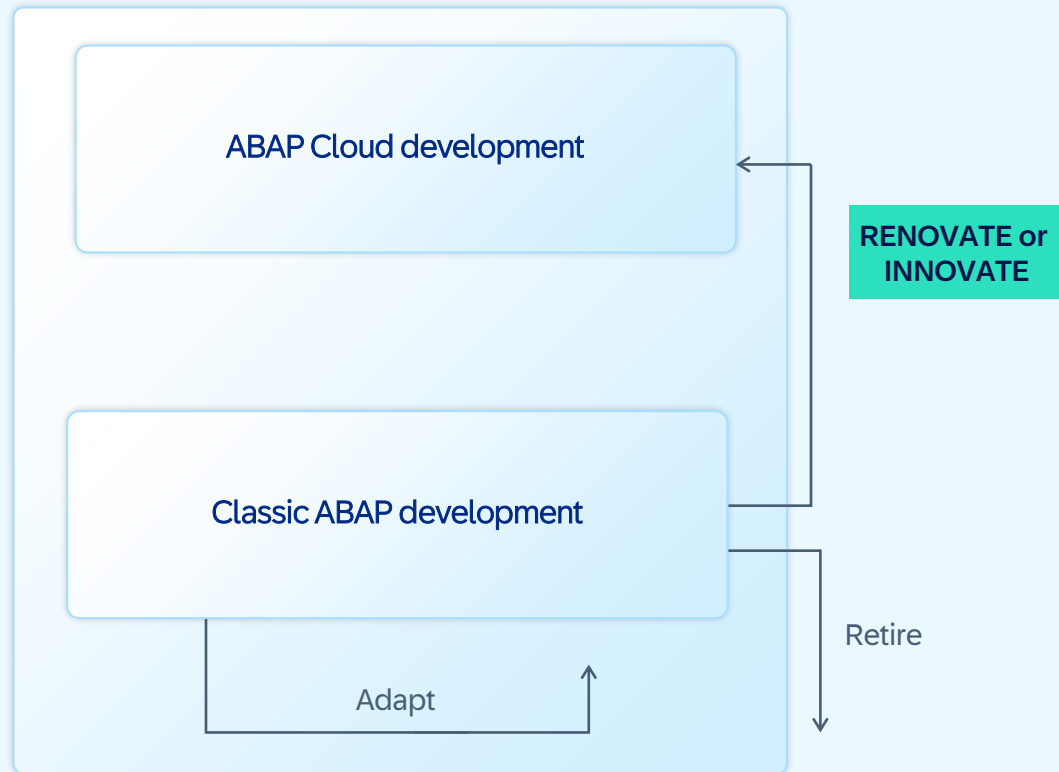 ABAP Cloud development
RENOVATE or
INNOVATE
Classic ABAP development
Retire
Adapt